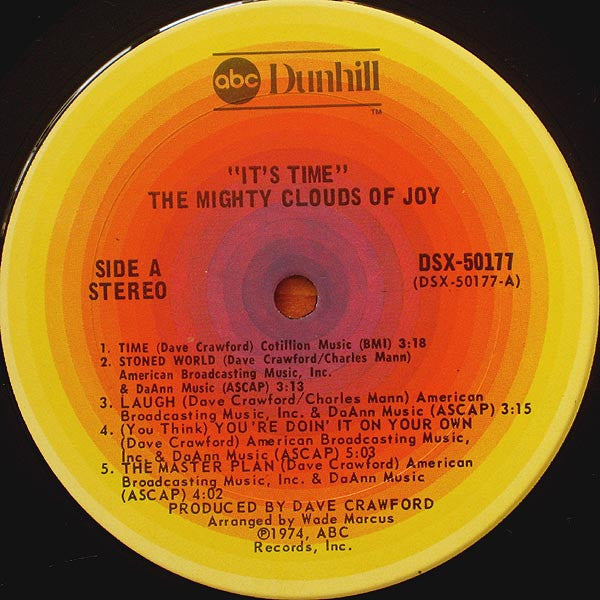 abc Dunhill
™
"IT'S TIME"
THE MIGHTY CLOUDS OF JOY
SIDE A
STEREO
DSX-50177
(DSX-50177-A)
1. TIME (Dave Crawford) Cotillion Music (BMI) 3:18
2. STONED WORLD (Dave Crawford/Charles Mann)
American Broadcasting Music, Inc.
& DaAnn Music (ASCAP) 3:13
3. LAUGH (Dave Crawford/Charles Mann) American
Broadcasting Music, Inc. & DaAnn Music (ASCAP) 3:15
4. (You Think) YOU'RE DOIN' IT ON YOUR OWN
(Dave Crawford) American Broadcasting Music,
Inc. & DaAnn Music (ASCAP) 5:03
5. THE MASTER PLAN (Dave Crawford) American
Broadcasting Music, Inc. & DaAnn Music
(ASCAP) 4:02
PRODUCED BY DAVE CRAWFORD
Arranged by Wade Marcus
℗1974, ABC
Records, Inc.